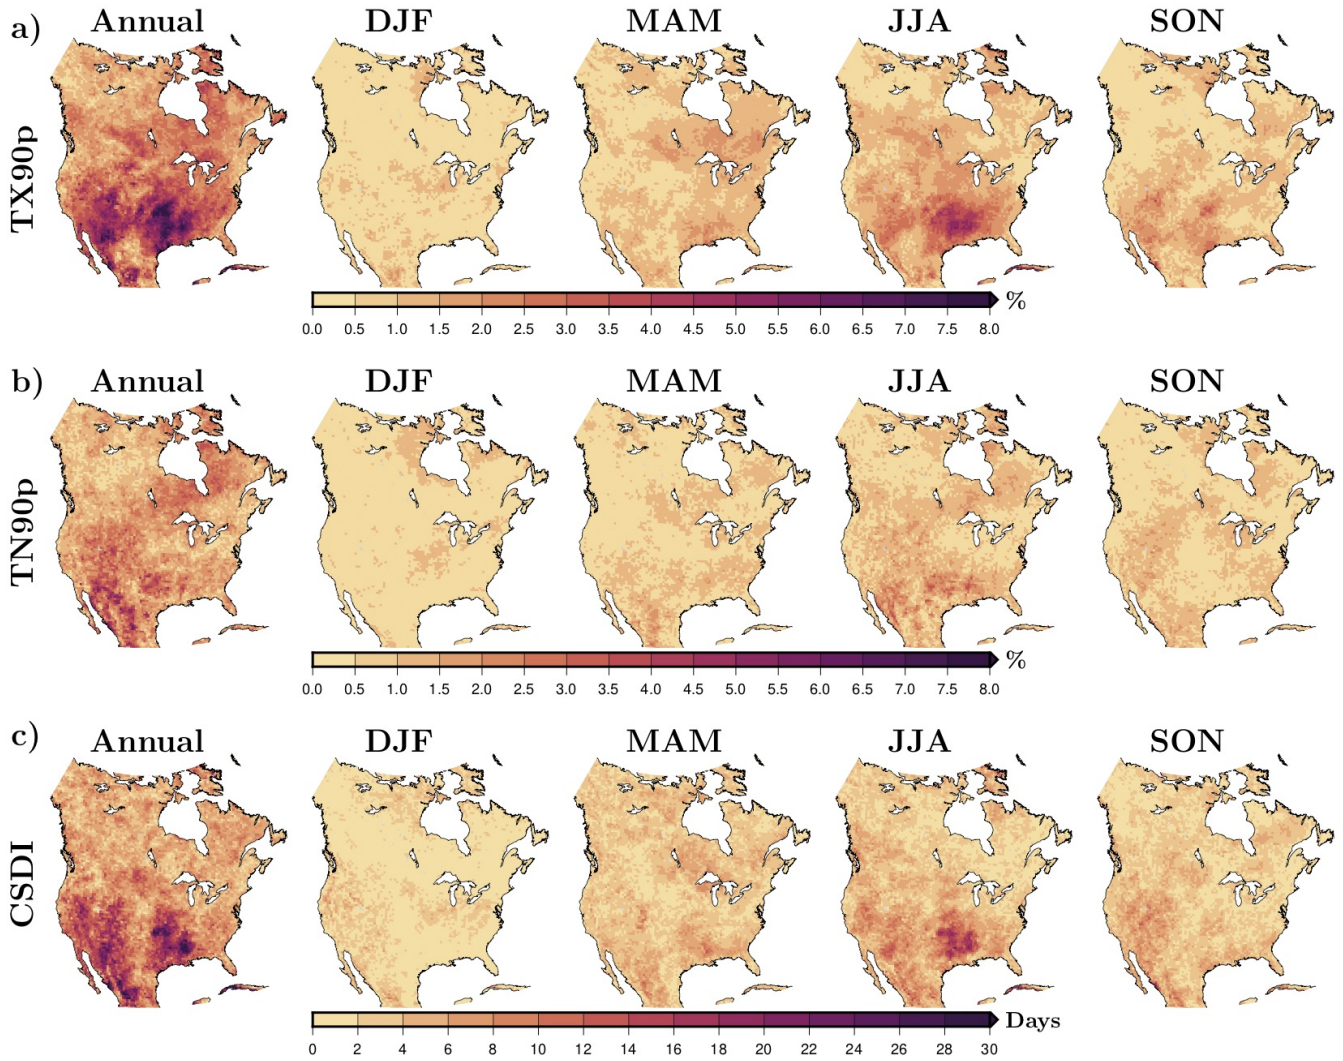 a) Annual DJF MAM JJA SON
TX90p
0.0 0.5 1.0 1.5 2.0 2.5 3.0 3.5 4.0 4.5 5.0 5.5 6.0 6.5 7.0 7.5 8.0 %
b) Annual DJF MAM JJA SON
TN90p
0.0 0.5 1.0 1.5 2.0 2.5 3.0 3.5 4.0 4.5 5.0 5.5 6.0 6.5 7.0 7.5 8.0 %
c) Annual DJF MAM JJA SON
CSDI
0 2 4 6 8 10 12 14 16 18 20 22 24 26 28 30 Days